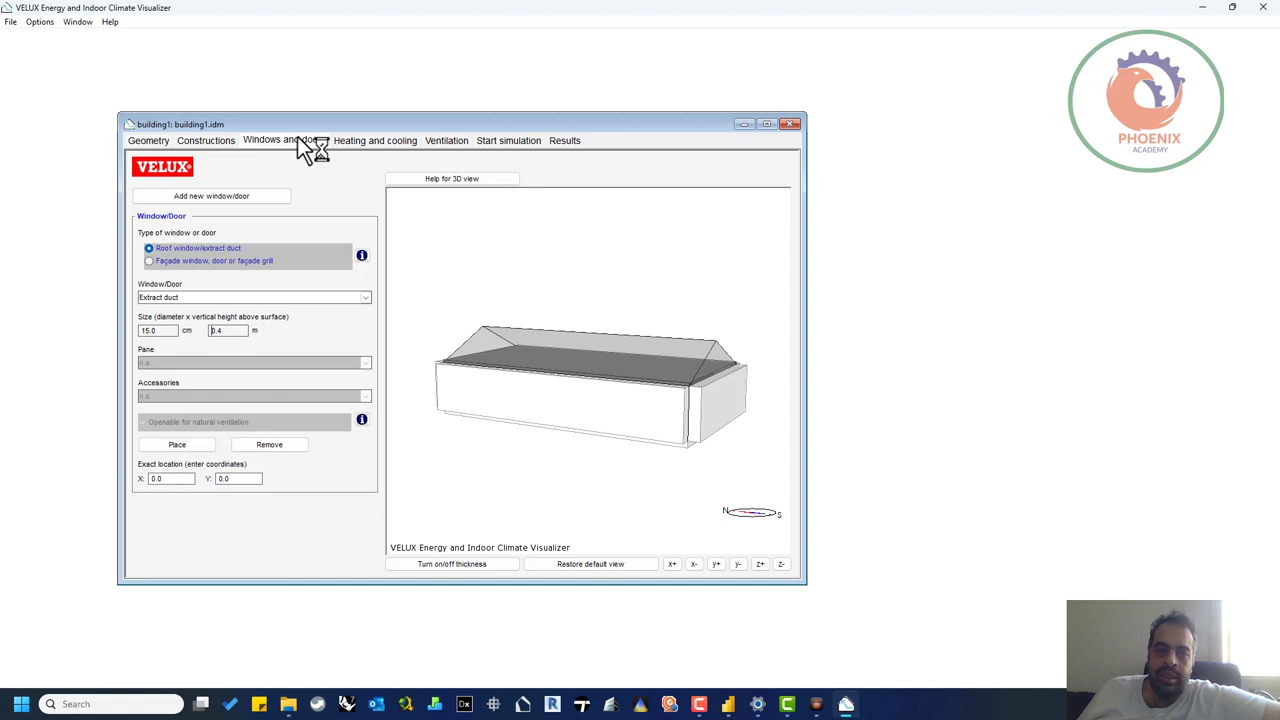 VELUX Energy and Indoor Climate Visualizer
File Options Window Help
PHOENIX
ACADEMY
building1: building1.idm
Geometry Constructions Windows and Heating and cooling Ventilation Start simulation Results
VELUX
Help for 3D view
Add new window/door
Window/Door
Type of window or door
Roof window/extract duct
Façade window, door or façade grill
Window/Door
Extract duct
Size (diameter x vertical height above surface)
15.0 cm 0.4 m
Pane
n.a.
Accessories
n.a.
Openable for natural ventilation
Place Remove
Exact location (enter coordinates)
X: 0.0 Y: 0.0
N S
VELUX Energy and Indoor Climate Visualizer
Turn on/off thickness Restore default view x+ x- y+ y- z+ z-
Search